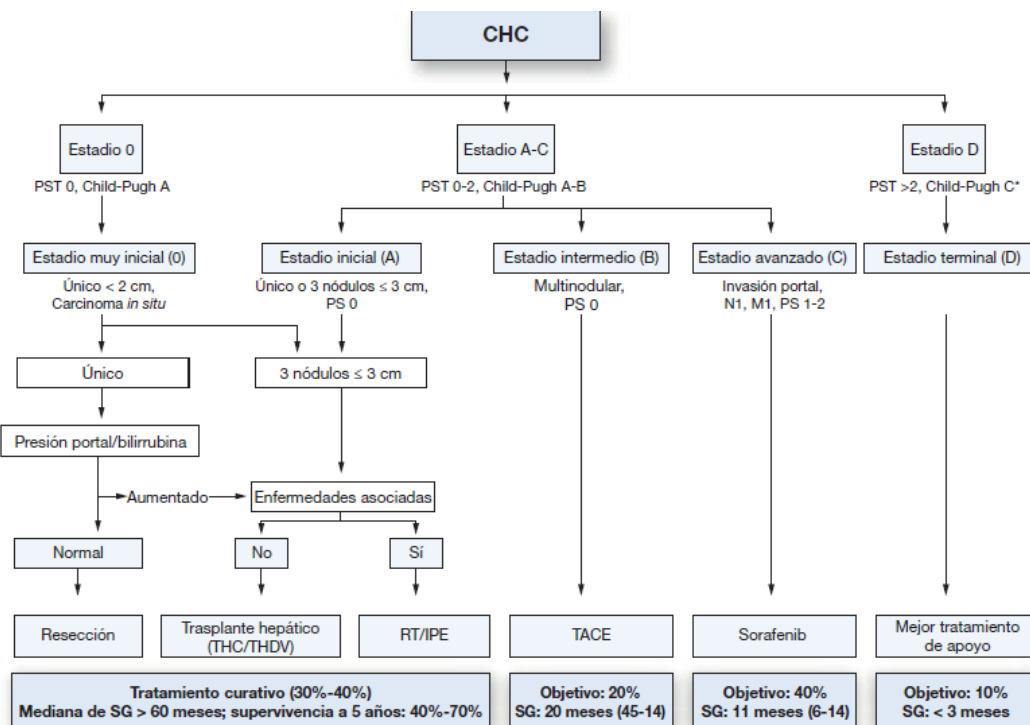 CHC
Estadio 0
Estadio A-C
Estadio D
PST 0, Child-Pugh A
PST 0-2, Child-Pugh A-B
PST >2, Child-Pugh C*
Estadio muy inicial (0)
Estadio inicial (A)
Estadio intermedio (B)
Estadio avanzado (C)
Estadio terminal (D)
Único < 2 cm,
Carcinoma in situ
Único o 3 nódulos ≤ 3 cm,
PS 0
Multinodular,
PS 0
Invasión portal,
N1, M1, PS 1-2
Único
3 nódulos ≤ 3 cm
Presión portal/bilirrubina
Aumentado
Enfermedades asociadas
Normal
No
Sí
Resección
Trasplante hepático
(THC/THDV)
RT/IPE
TACE
Sorafenib
Mejor tratamiento
de apoyo
Tratamiento curativo (30%-40%)
Mediana de SG > 60 meses; supervivencia a 5 años: 40%-70%
Objetivo: 20%
SG: 20 meses (45-14)
Objetivo: 40%
SG: 11 meses (6-14)
Objetivo: 10%
SG: < 3 meses